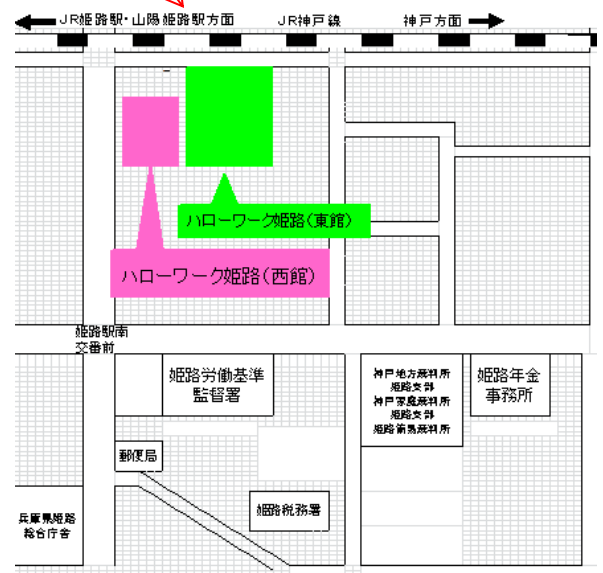 JR姫路駅・山陽姫路駅方面
JR神戸線
神戸方面
ハローワーク姫路(東館)
ハローワーク姫路(西館)
姫路駅南
交番前
姫路労働基準
監督署
神戸地方裁判所
姫路支部
神戸家庭裁判所
姫路支部
姫路簡易裁判所
姫路年金
事務所
郵便局
姫路税務署
兵庫県姫路
総合庁舎